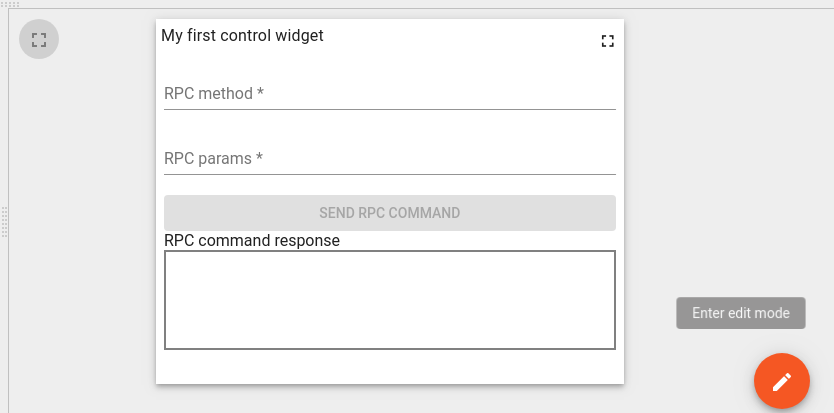 My first control widget
RPC method *
RPC params *
SEND RPC COMMAND
RPC command response
Enter edit mode